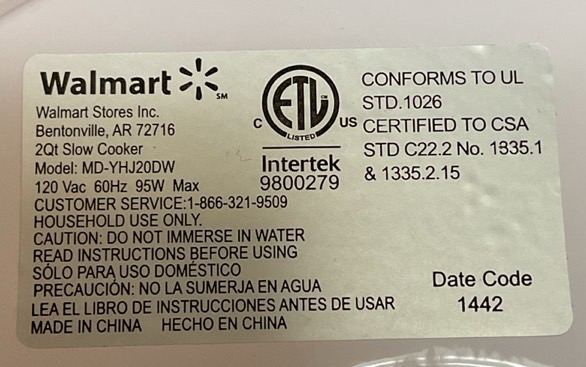 Walmart SM
Walmart Stores Inc.
Bentonville, AR 72716
2Qt Slow Cooker
Model: MD-YHJ20DW
120 Vac 60Hz 95W Max
CUSTOMER SERVICE:1-866-321-9509
HOUSEHOLD USE ONLY.
CAUTION: DO NOT IMMERSE IN WATER
READ INSTRUCTIONS BEFORE USING
SÓLO PARA USO DOMÉSTICO
PRECAUCIÓN: NO LA SUMERJA EN AGUA
LEA EL LIBRO DE INSTRUCCIONES ANTES DE USAR
MADE IN CHINA HECHO EN CHINA
ETL
C LISTED US
Intertek
9800279
CONFORMS TO UL
STD.1026
CERTIFIED TO CSA
STD C22.2 No. 1335.1
& 1335.2.15
Date Code
1442